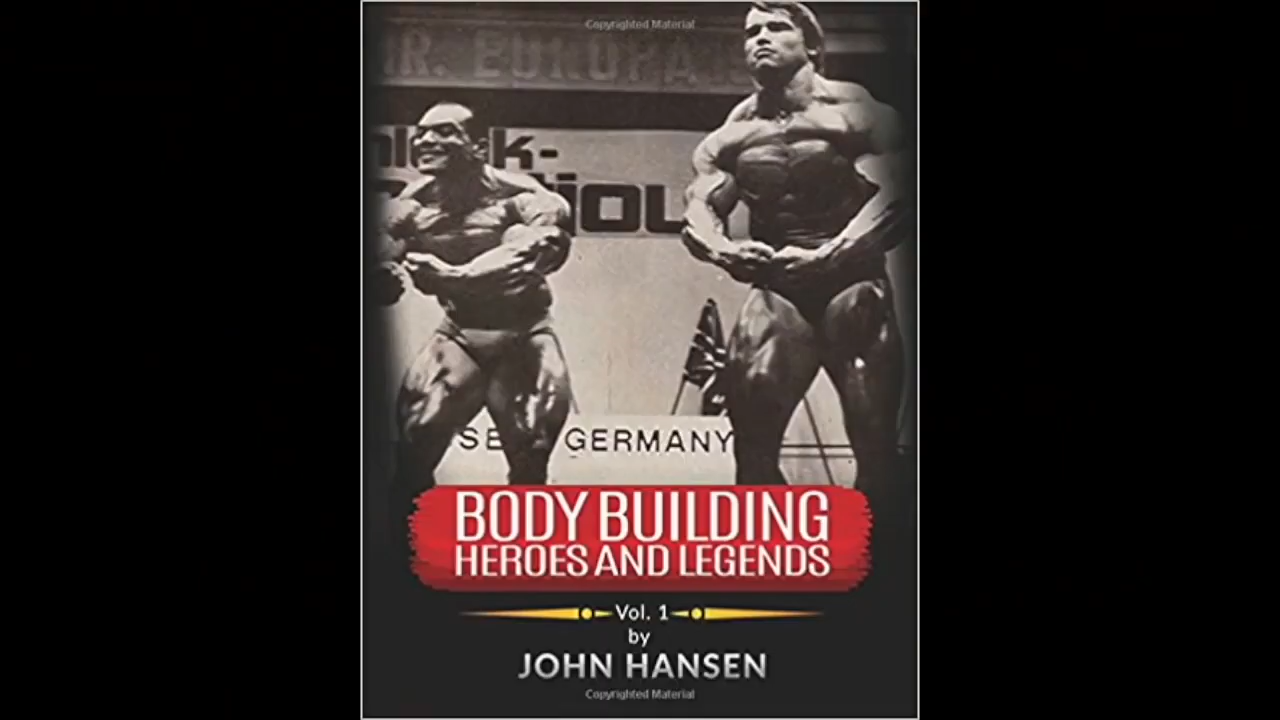 Copyrighted Material
R. EUROPA
k-
GERMANY
BODY BUILDING
HEROES AND LEGENDS
Vol. 1
by
JOHN HANSEN
Copyrighted Material